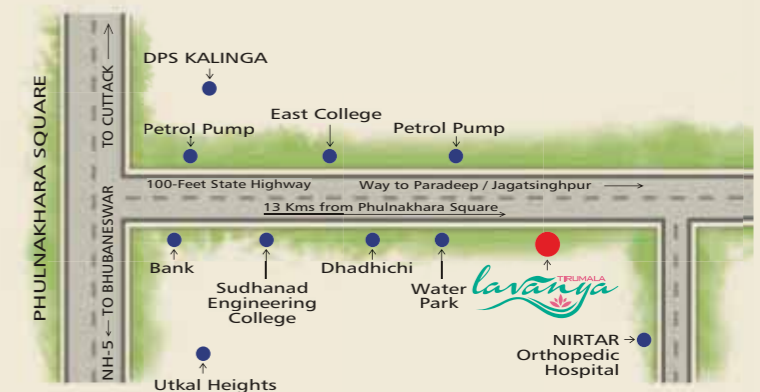 PHULNAKHARA SQUARE
TO CUTTACK
NH-5
TO BHUBANESWAR
DPS KALINGA
Petrol Pump
East College
Petrol Pump
100-Feet State Highway
Way to Paradeep / Jagatsinghpur
13 Kms from Phulnakhara Square
Bank
Sudhanad
Engineering
College
Dhadhichi
Water
Park
TIRUMALA
lavanya
NIRTAR
Orthopedic
Hospital
Utkal Heights